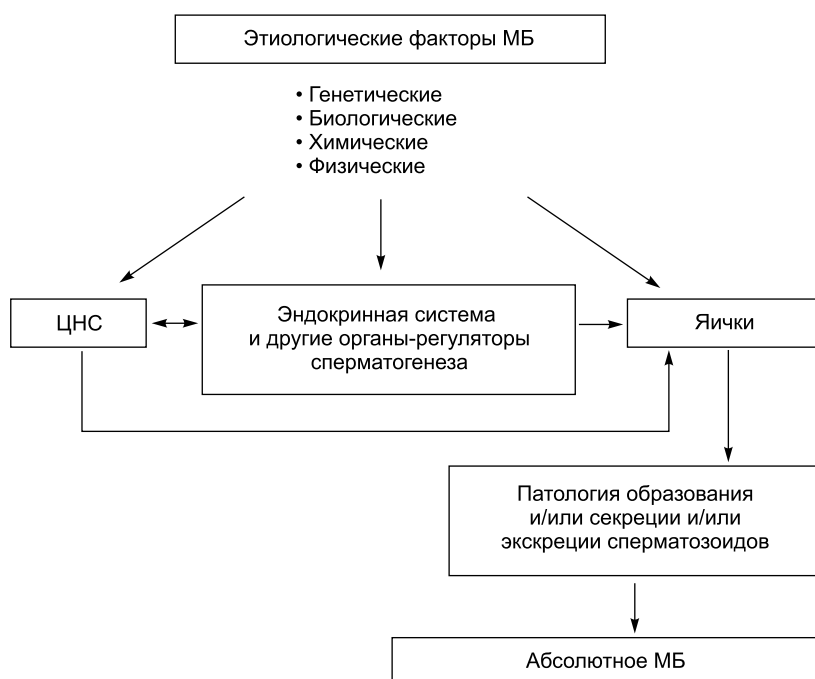 Этиологические факторы МБ
• Генетические
• Биологические
• Химические
• Физические
ЦНС
Эндокринная система
и другие органы-регуляторы
сперматогенеза
Яички
Патология образования
и/или секреции и/или
экскреции сперматозоидов
Абсолютное МБ